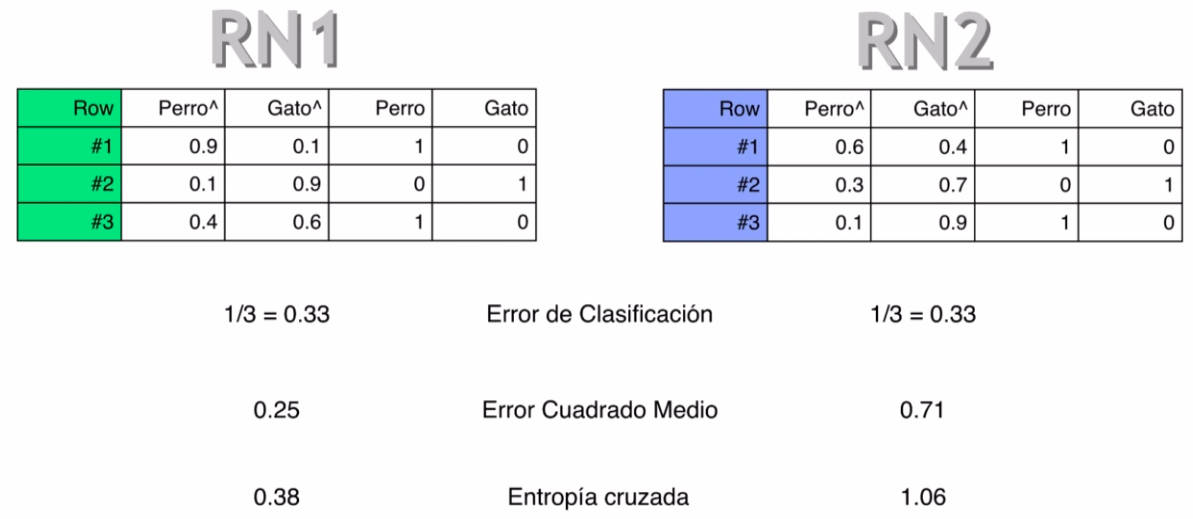 RN1
RN2
Row Perro^ Gato^ Perro Gato
#1 0.9 0.1 1 0
#2 0.1 0.9 0 1
#3 0.4 0.6 1 0
Row Perro^ Gato^ Perro Gato
#1 0.6 0.4 1 0
#2 0.3 0.7 0 1
#3 0.1 0.9 1 0
1/3 = 0.33 Error de Clasificación 1/3 = 0.33
0.25 Error Cuadrado Medio 0.71
0.38 Entropía cruzada 1.06